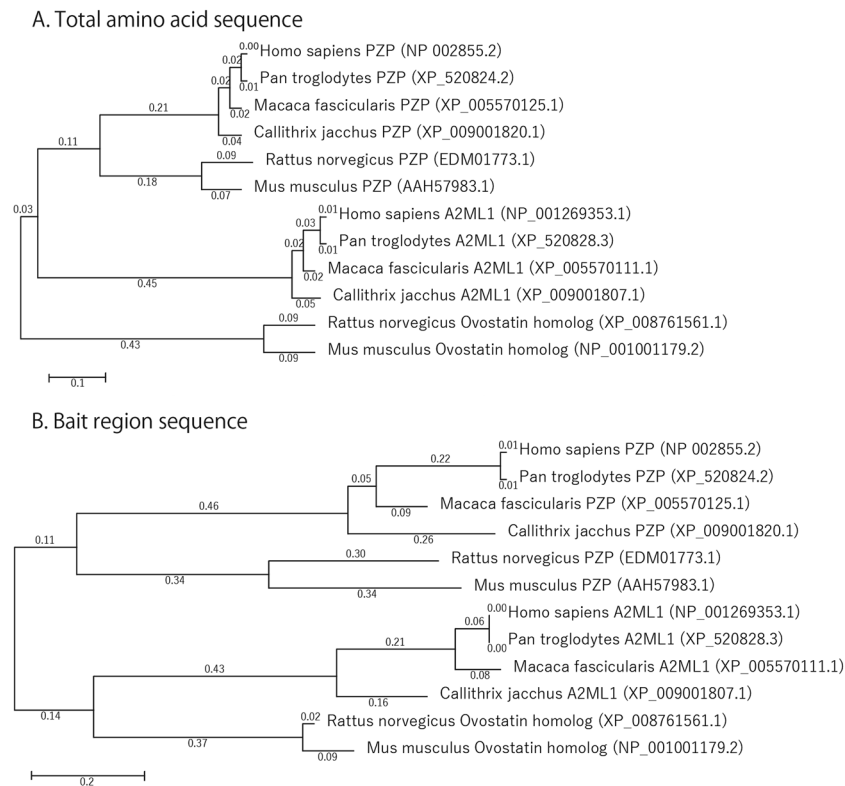 A. Total amino acid sequence
0.00 Homo sapiens PZP (NP 002855.2)
0.02
0.01 Pan troglodytes PZP (XP_520824.2)
0.02
0.21
0.02 Macaca fascicularis PZP (XP_005570125.1)
0.04 Callithrix jacchus PZP (XP_009001820.1)
0.11
0.09 Rattus norvegicus PZP (EDM01773.1)
0.18
0.07 Mus musculus PZP (AAH57983.1)
0.03
0.01 Homo sapiens A2ML1 (NP_001269353.1)
0.03
0.01 Pan troglodytes A2ML1 (XP_520828.3)
0.02
0.02 Macaca fascicularis A2ML1 (XP_005570111.1)
0.45
0.05 Callithrix jacchus A2ML1 (XP_009001807.1)
0.09 Rattus norvegicus Ovostatin homolog (XP_008761561.1)
0.43
0.09 Mus musculus Ovostatin homolog (NP_001001179.2)
0.1
B. Bait region sequence
0.01 Homo sapiens PZP (NP 002855.2)
0.22
0.01 Pan troglodytes PZP (XP_520824.2)
0.05
0.09 Macaca fascicularis PZP (XP_005570125.1)
0.46
0.26 Callithrix jacchus PZP (XP_009001820.1)
0.11
0.30 Rattus norvegicus PZP (EDM01773.1)
0.34
0.34 Mus musculus PZP (AAH57983.1)
0.00 Homo sapiens A2ML1 (NP_001269353.1)
0.06
0.00 Pan troglodytes A2ML1 (XP_520828.3)
0.21
0.08 Macaca fascicularis A2ML1 (XP_005570111.1)
0.43
0.16 Callithrix jacchus A2ML1 (XP_009001807.1)
0.14
0.02 Rattus norvegicus Ovostatin homolog (XP_008761561.1)
0.37
0.09 Mus musculus Ovostatin homolog (NP_001001179.2)
0.2